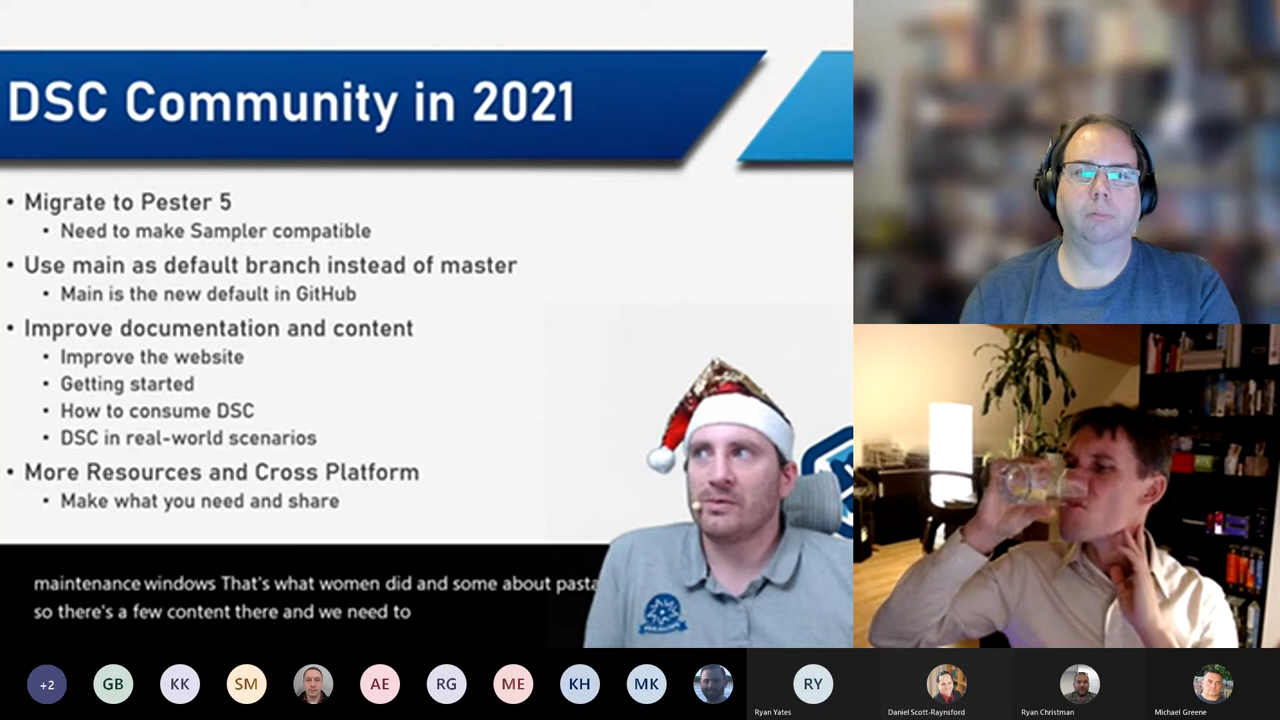 DSC Community in 2021
• Migrate to Pester 5
• Need to make Sampler compatible
• Use main as default branch instead of master
• Main is the new default in GitHub
• Improve documentation and content
• Improve the website
• Getting started
• How to consume DSC
• DSC in real-world scenarios
• More Resources and Cross Platform
• Make what you need and share
maintenance windows That's what women did and some about pasta
so there's a few content there and we need to
+2
GB
KK
SM
AE
RG
ME
KH
MK
RY
Ryan Yates
Daniel Scott-Raynsford
Ryan Christman
Michael Greene